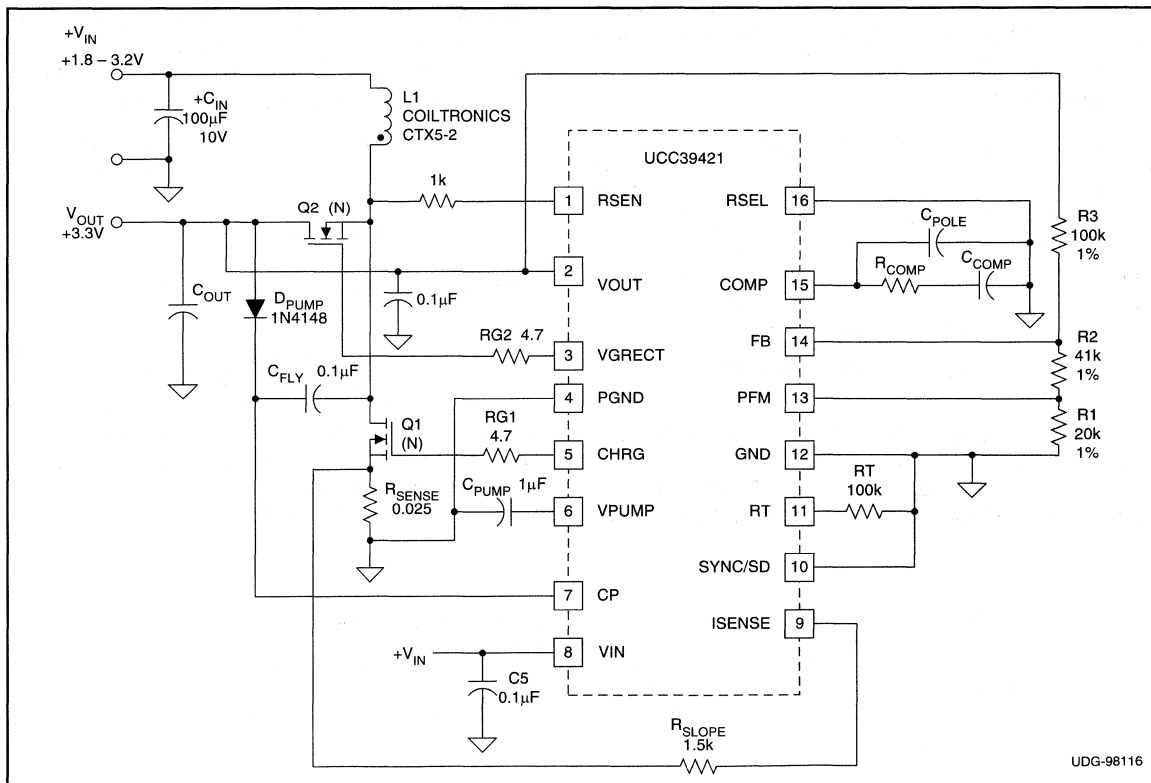 +V_IN
+1.8 – 3.2V
+C_IN
100µF
10V
L1
COILTRONICS
CTX5-2
V_OUT
+3.3V
C_OUT
D_PUMP
1N4148
Q2 (N)
1k
0.1µF
RG2 4.7
C_FLY 0.1µF
Q1
(N)
RG1
4.7
R_SENSE
0.025
C_PUMP 1µF
+V_IN
C5
0.1µF
UCC39421
1 RSEN
2 VOUT
3 VGRECT
4 PGND
5 CHRG
6 VPUMP
7 CP
8 VIN
RSEL 16
COMP 15
FB 14
PFM 13
GND 12
RT 11
SYNC/SD 10
ISENSE 9
C_POLE
R_COMP
C_COMP
R3
100k
1%
R2
41k
1%
R1
20k
1%
RT
100k
R_SLOPE
1.5k
UDG-98116